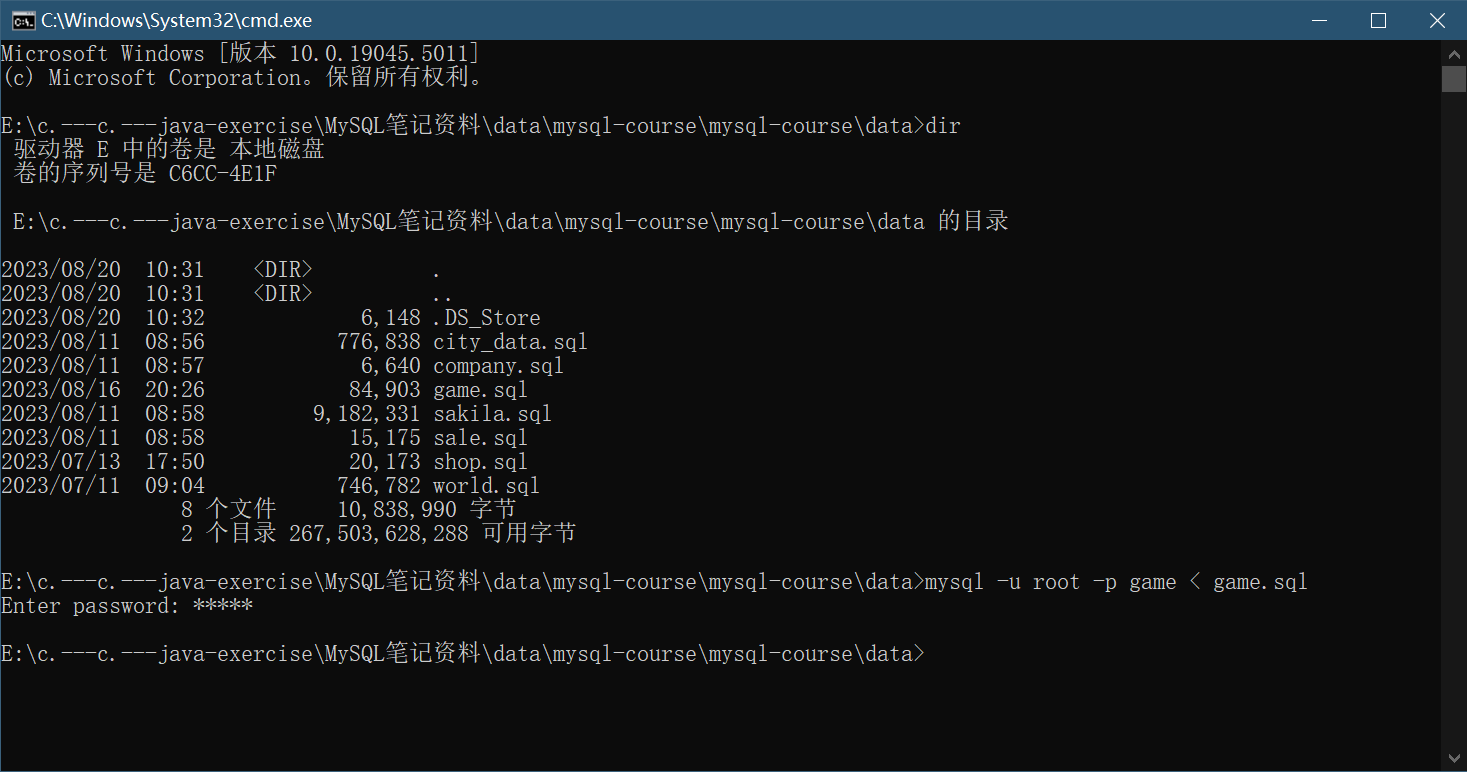 C:\Windows\System32\cmd.exe
Microsoft Windows [版本 10.0.19045.5011]
(c) Microsoft Corporation。保留所有权利。
E:\c.---c.---java-exercise\MySQL笔记资料\data\mysql-course\mysql-course\data>dir
驱动器 E 中的卷是 本地磁盘
卷的序列号是 C6CC-4E1F
E:\c.---c.---java-exercise\MySQL笔记资料\data\mysql-course\mysql-course\data 的目录
2023/08/20  10:31    <DIR>          .
2023/08/20  10:31    <DIR>          ..
2023/08/20  10:32             6,148 .DS_Store
2023/08/11  08:56           776,838 city_data.sql
2023/08/11  08:57             6,640 company.sql
2023/08/16  20:26            84,903 game.sql
2023/08/11  08:58         9,182,331 sakila.sql
2023/08/11  08:58            15,175 sale.sql
2023/07/13  17:50            20,173 shop.sql
2023/07/11  09:04           746,782 world.sql
8 个文件     10,838,990 字节
2 个目录 267,503,628,288 可用字节
E:\c.---c.---java-exercise\MySQL笔记资料\data\mysql-course\mysql-course\data>mysql -u root -p game < game.sql
Enter password: *****
E:\c.---c.---java-exercise\MySQL笔记资料\data\mysql-course\mysql-course\data>